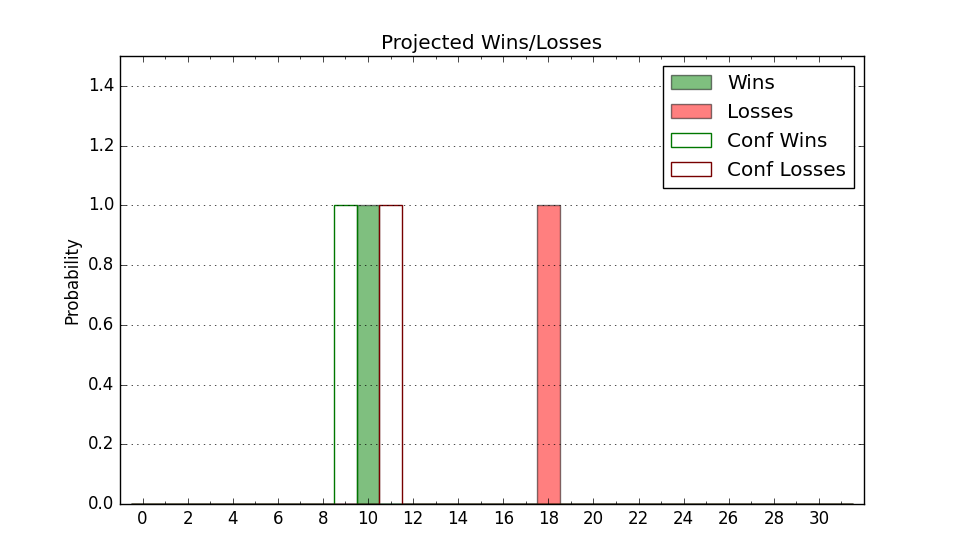 Projected Wins/Losses
Wins
Losses
Conf Wins
Conf Losses
Probability
1.4
1.2
1.0
0.8
0.6
0.4
0.2
0.0
0 2 4 6 8 10 12 14 16 18 20 22 24 26 28 30